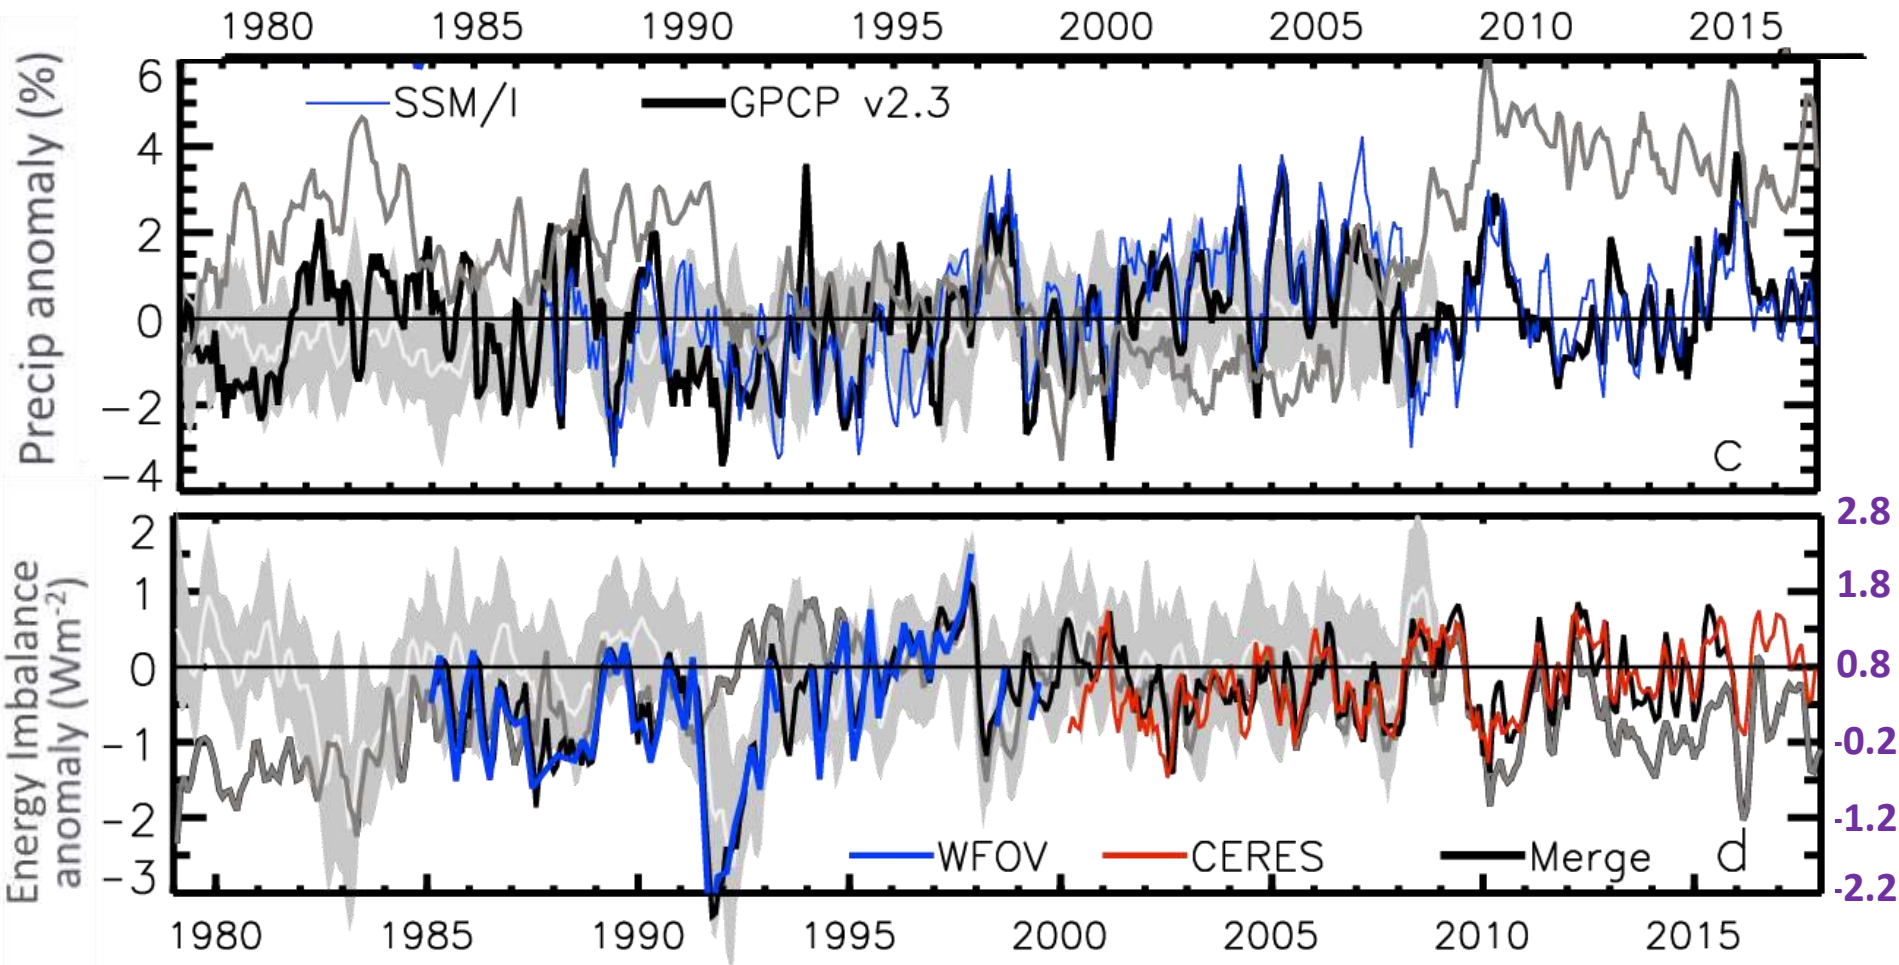 1980 1985 1990 1995 2000 2005 2010 2015
Precip anomaly (%)
6
4
2
0
−2
−4
SSM/I GPCP v2.3
c
Energy Imbalance
anomaly (Wm-2)
2
1
0
−1
−2
−3
2.8
1.8
0.8
-0.2
-1.2
-2.2
WFOV CERES Merge d
1980 1985 1990 1995 2000 2005 2010 2015